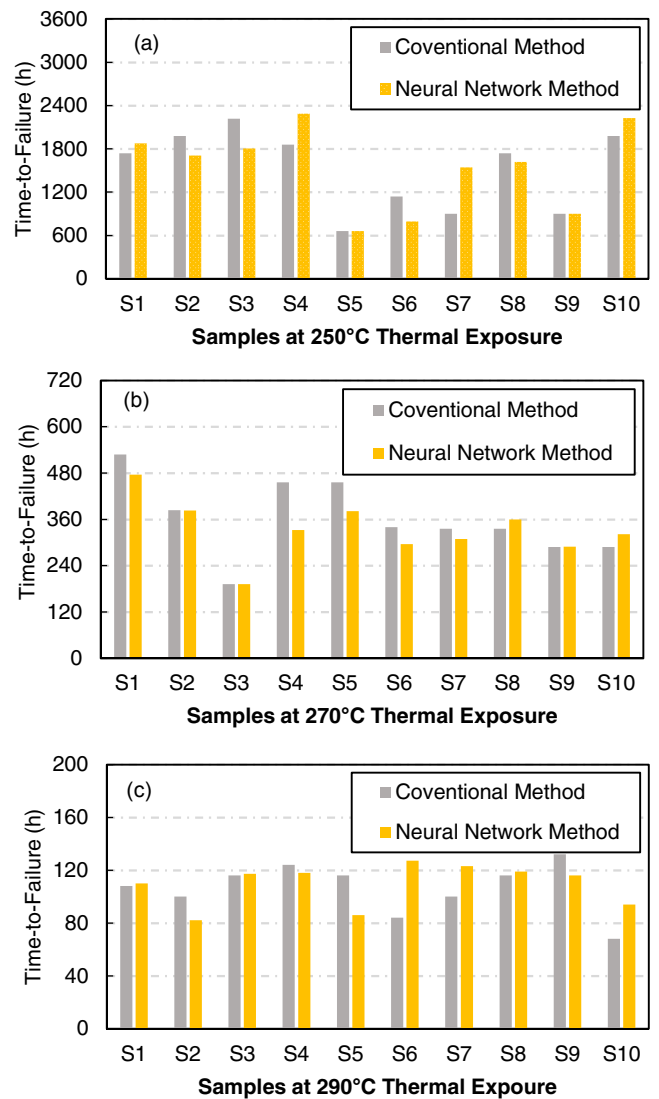 (a)
Coventional Method
Neural Network Method
Time-to-Failure (h)
3600
3000
2400
1800
1200
600
0
S1 S2 S3 S4 S5 S6 S7 S8 S9 S10
Samples at 250°C Thermal Exposure
(b)
Coventional Method
Neural Network Method
Time-to-Failure (h)
720
600
480
360
240
120
0
S1 S2 S3 S4 S5 S6 S7 S8 S9 S10
Samples at 270°C Thermal Exposure
(c)
Coventional Method
Neural Network Method
Time-to-Failure (h)
200
160
120
80
40
0
S1 S2 S3 S4 S5 S6 S7 S8 S9 S10
Samples at 290°C Thermal Expoure